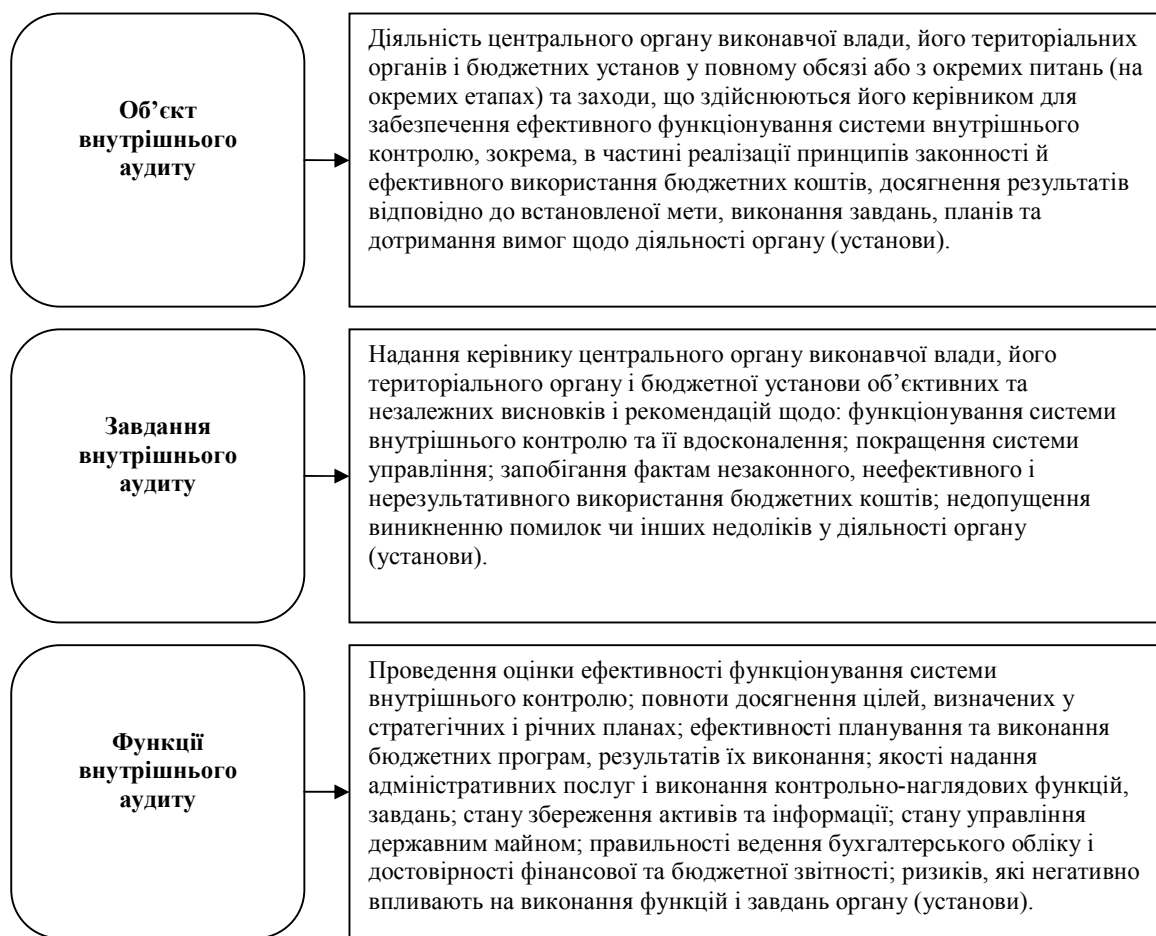 Об’єкт
внутрішнього
аудиту
Діяльність центрального органу виконавчої влади, його територіальних
органів і бюджетних установ у повному обсязі або з окремих питань (на
окремих етапах) та заходи, що здійснюються його керівником для
забезпечення ефективного функціонування системи внутрішнього
контролю, зокрема, в частині реалізації принципів законності й
ефективного використання бюджетних коштів, досягнення результатів
відповідно до встановленої мети, виконання завдань, планів та
дотримання вимог щодо діяльності органу (установи).
Завдання
внутрішнього
аудиту
Надання керівнику центрального органу виконавчої влади, його
територіального органу і бюджетної установи об’єктивних та
незалежних висновків і рекомендацій щодо: функціонування системи
внутрішнього контролю та її вдосконалення; покращення системи
управління; запобігання фактам незаконного, неефективного і
нерезультативного використання бюджетних коштів; недопущення
виникненню помилок чи інших недоліків у діяльності органу
(установи).
Функції
внутрішнього
аудиту
Проведення оцінки ефективності функціонування системи
внутрішнього контролю; повноти досягнення цілей, визначених у
стратегічних і річних планах; ефективності планування та виконання
бюджетних програм, результатів їх виконання; якості надання
адміністративних послуг і виконання контрольно-наглядових функцій,
завдань; стану збереження активів та інформації; стану управління
державним майном; правильності ведення бухгалтерського обліку і
достовірності фінансової та бюджетної звітності; ризиків, які негативно
впливають на виконання функцій і завдань органу (установи).